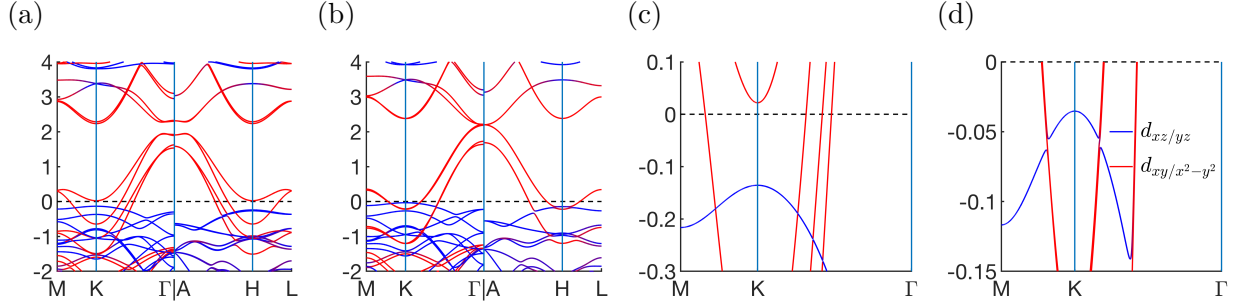 (a) (b) (c) (d)
4 3 2 1 0 -1 -2
M K Γ|A H L
4 3 2 1 0 -1 -2
M K Γ|A H L
0.1 0 -0.1 -0.2 -0.3
M K Γ
0 -0.05 -0.1 -0.15
d_{xz/yz}
d_{xy/x^2-y^2}
M K Γ